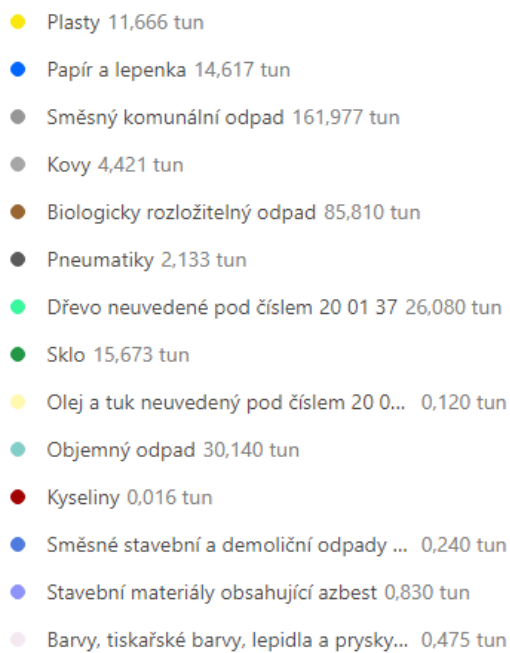 Plasty 11,666 tun
Papír a lepenka 14,617 tun
Směsný komunální odpad 161,977 tun
Kovy 4,421 tun
Biologicky rozložitelný odpad 85,810 tun
Pneumatiky 2,133 tun
Dřevo neuvedené pod číslem 20 01 37 26,080 tun
Sklo 15,673 tun
Olej a tuk neuvedený pod číslem 20 0... 0,120 tun
Objemný odpad 30,140 tun
Kyseliny 0,016 tun
Směsné stavební a demoliční odpady ... 0,240 tun
Stavební materiály obsahující azbest 0,830 tun
Barvy, tiskařské barvy, lepidla a prysky... 0,475 tun